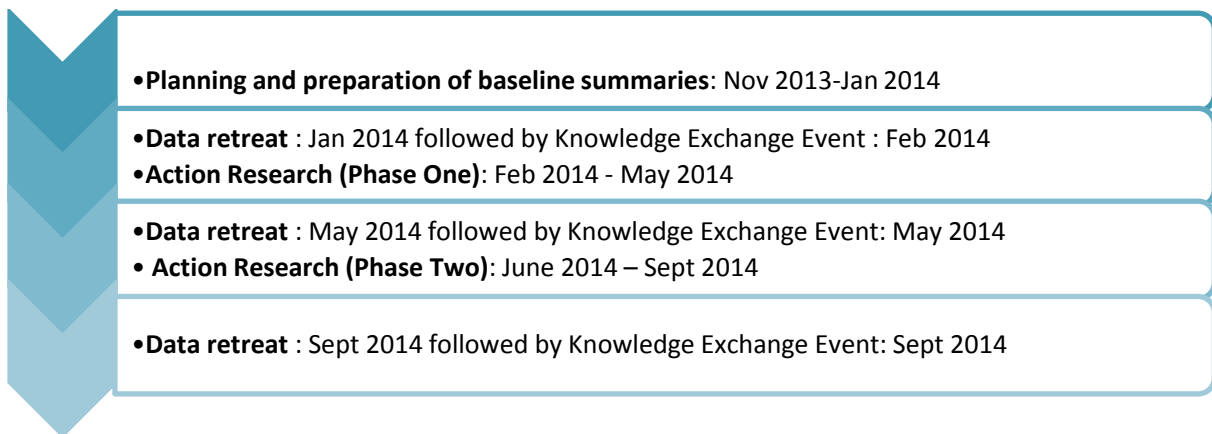 •Planning and preparation of baseline summaries: Nov 2013-Jan 2014
•Data retreat : Jan 2014 followed by Knowledge Exchange Event : Feb 2014
•Action Research (Phase One): Feb 2014 - May 2014
•Data retreat : May 2014 followed by Knowledge Exchange Event: May 2014
• Action Research (Phase Two): June 2014 – Sept 2014
•Data retreat : Sept 2014 followed by Knowledge Exchange Event: Sept 2014